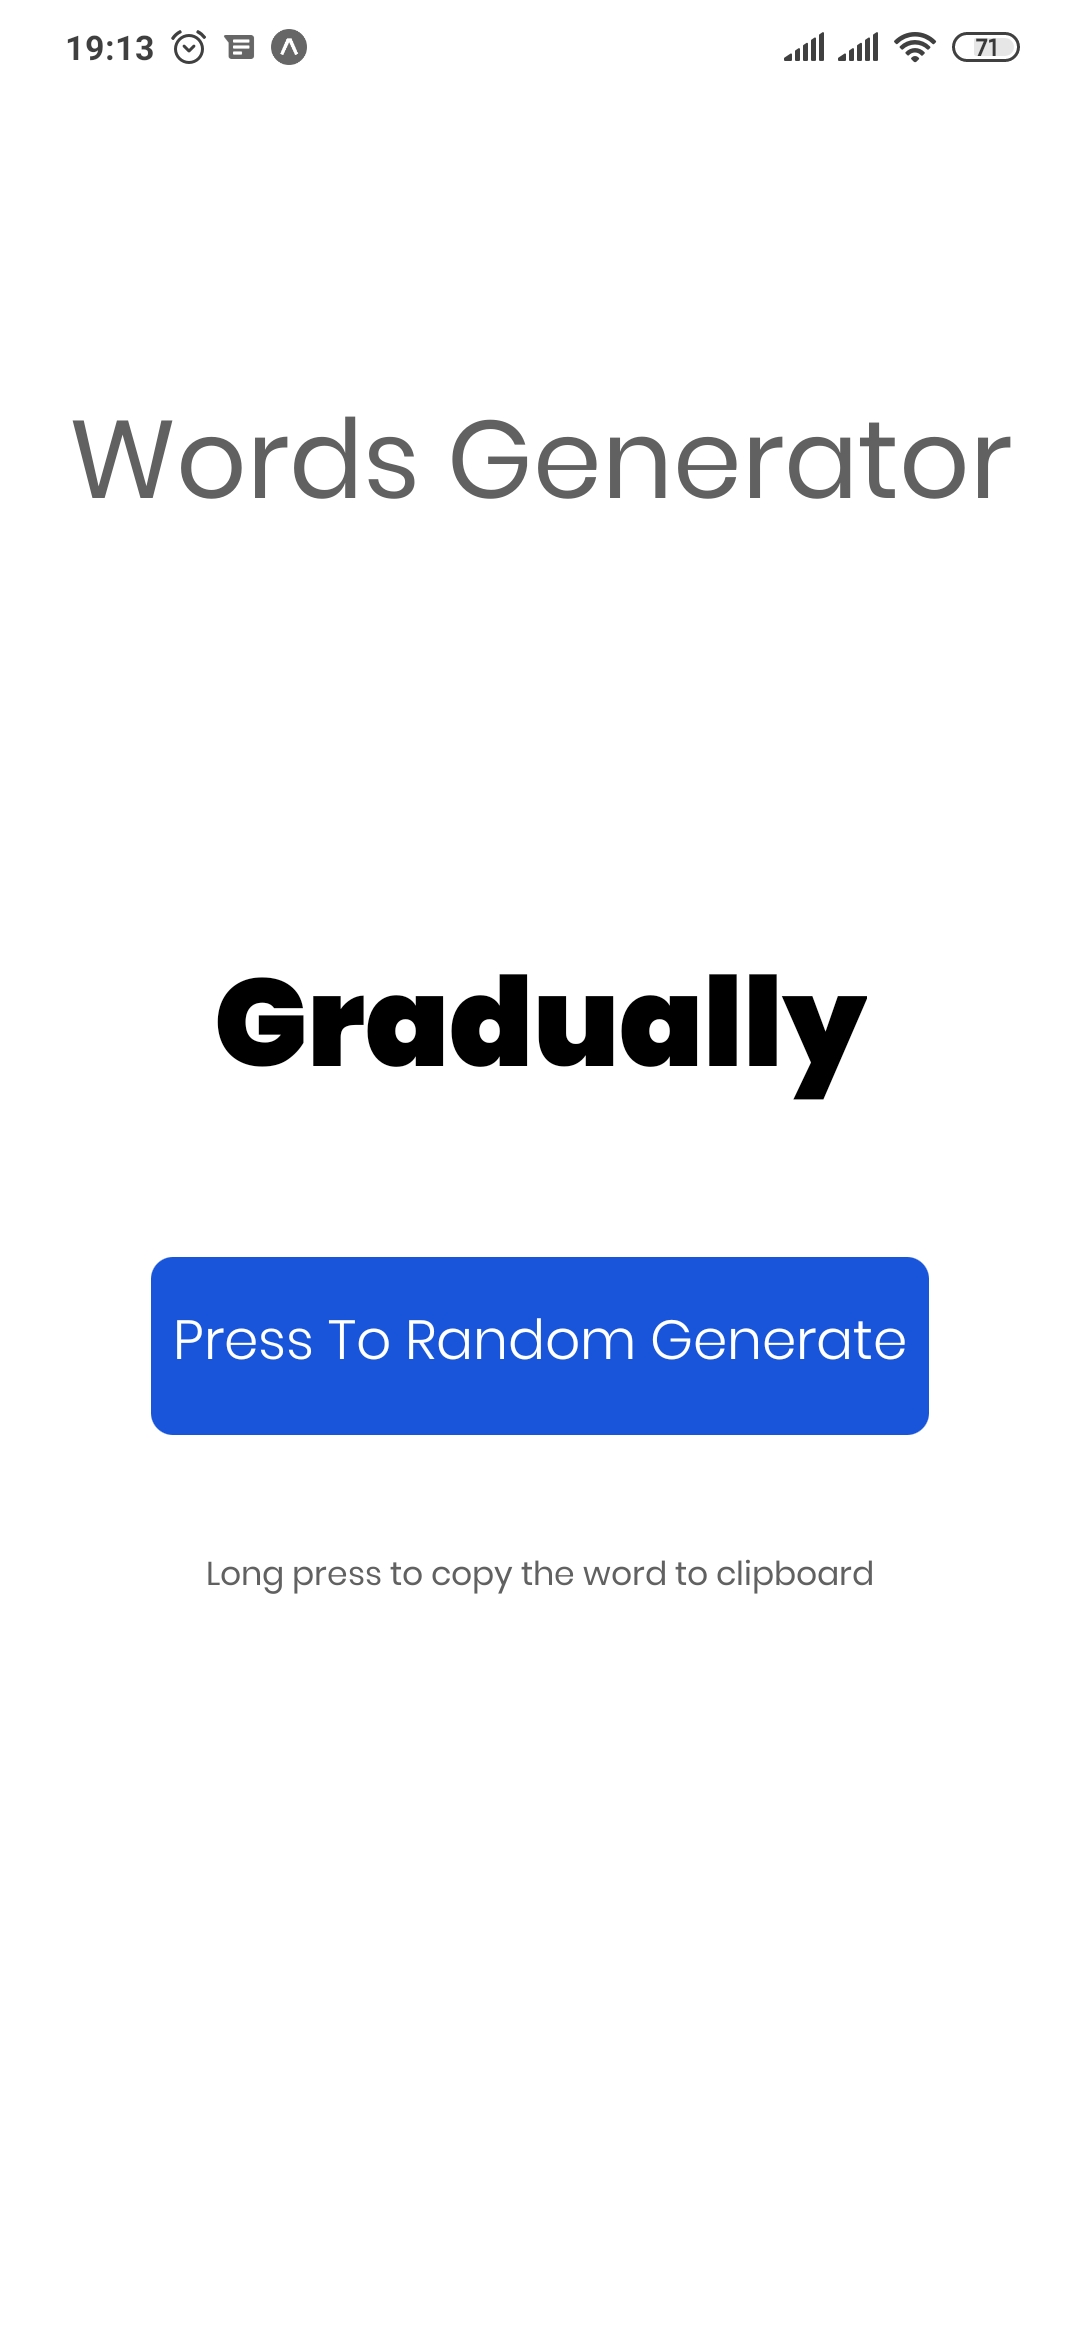 19:13 71
Words Generator
Gradually
Press To Random Generate
Long press to copy the word to clipboard